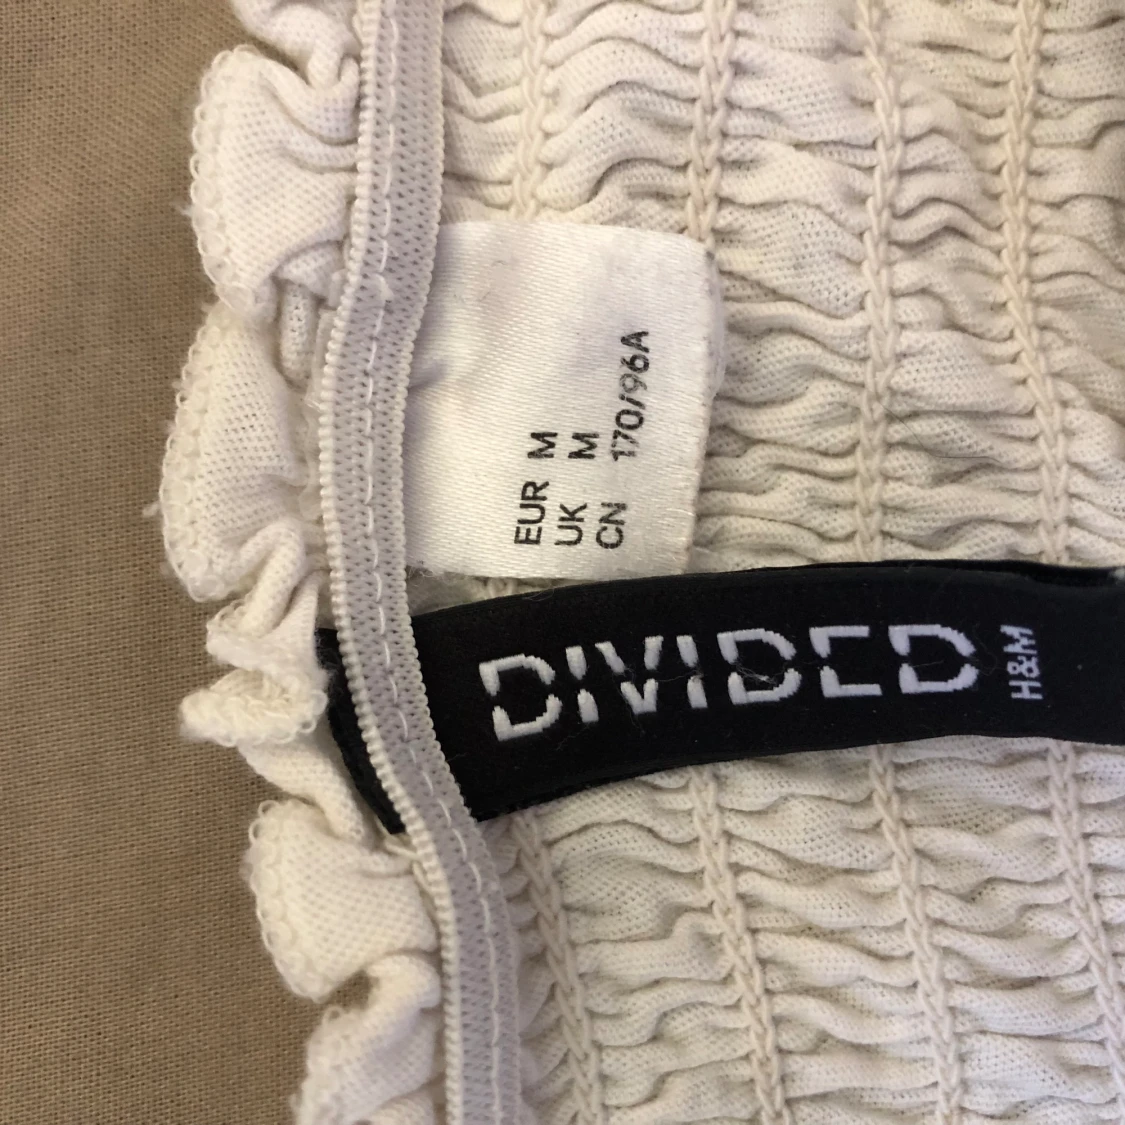 EUR M
UK M
CN 170/96A
DIVIDED
H&M